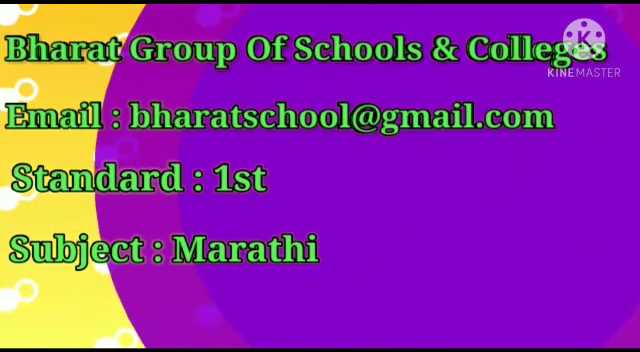 Bharat Group Of Schools & Colleges
KINEMASTER
Email : bharatschool@gmail.com
Standard : 1st
Subject : Marathi